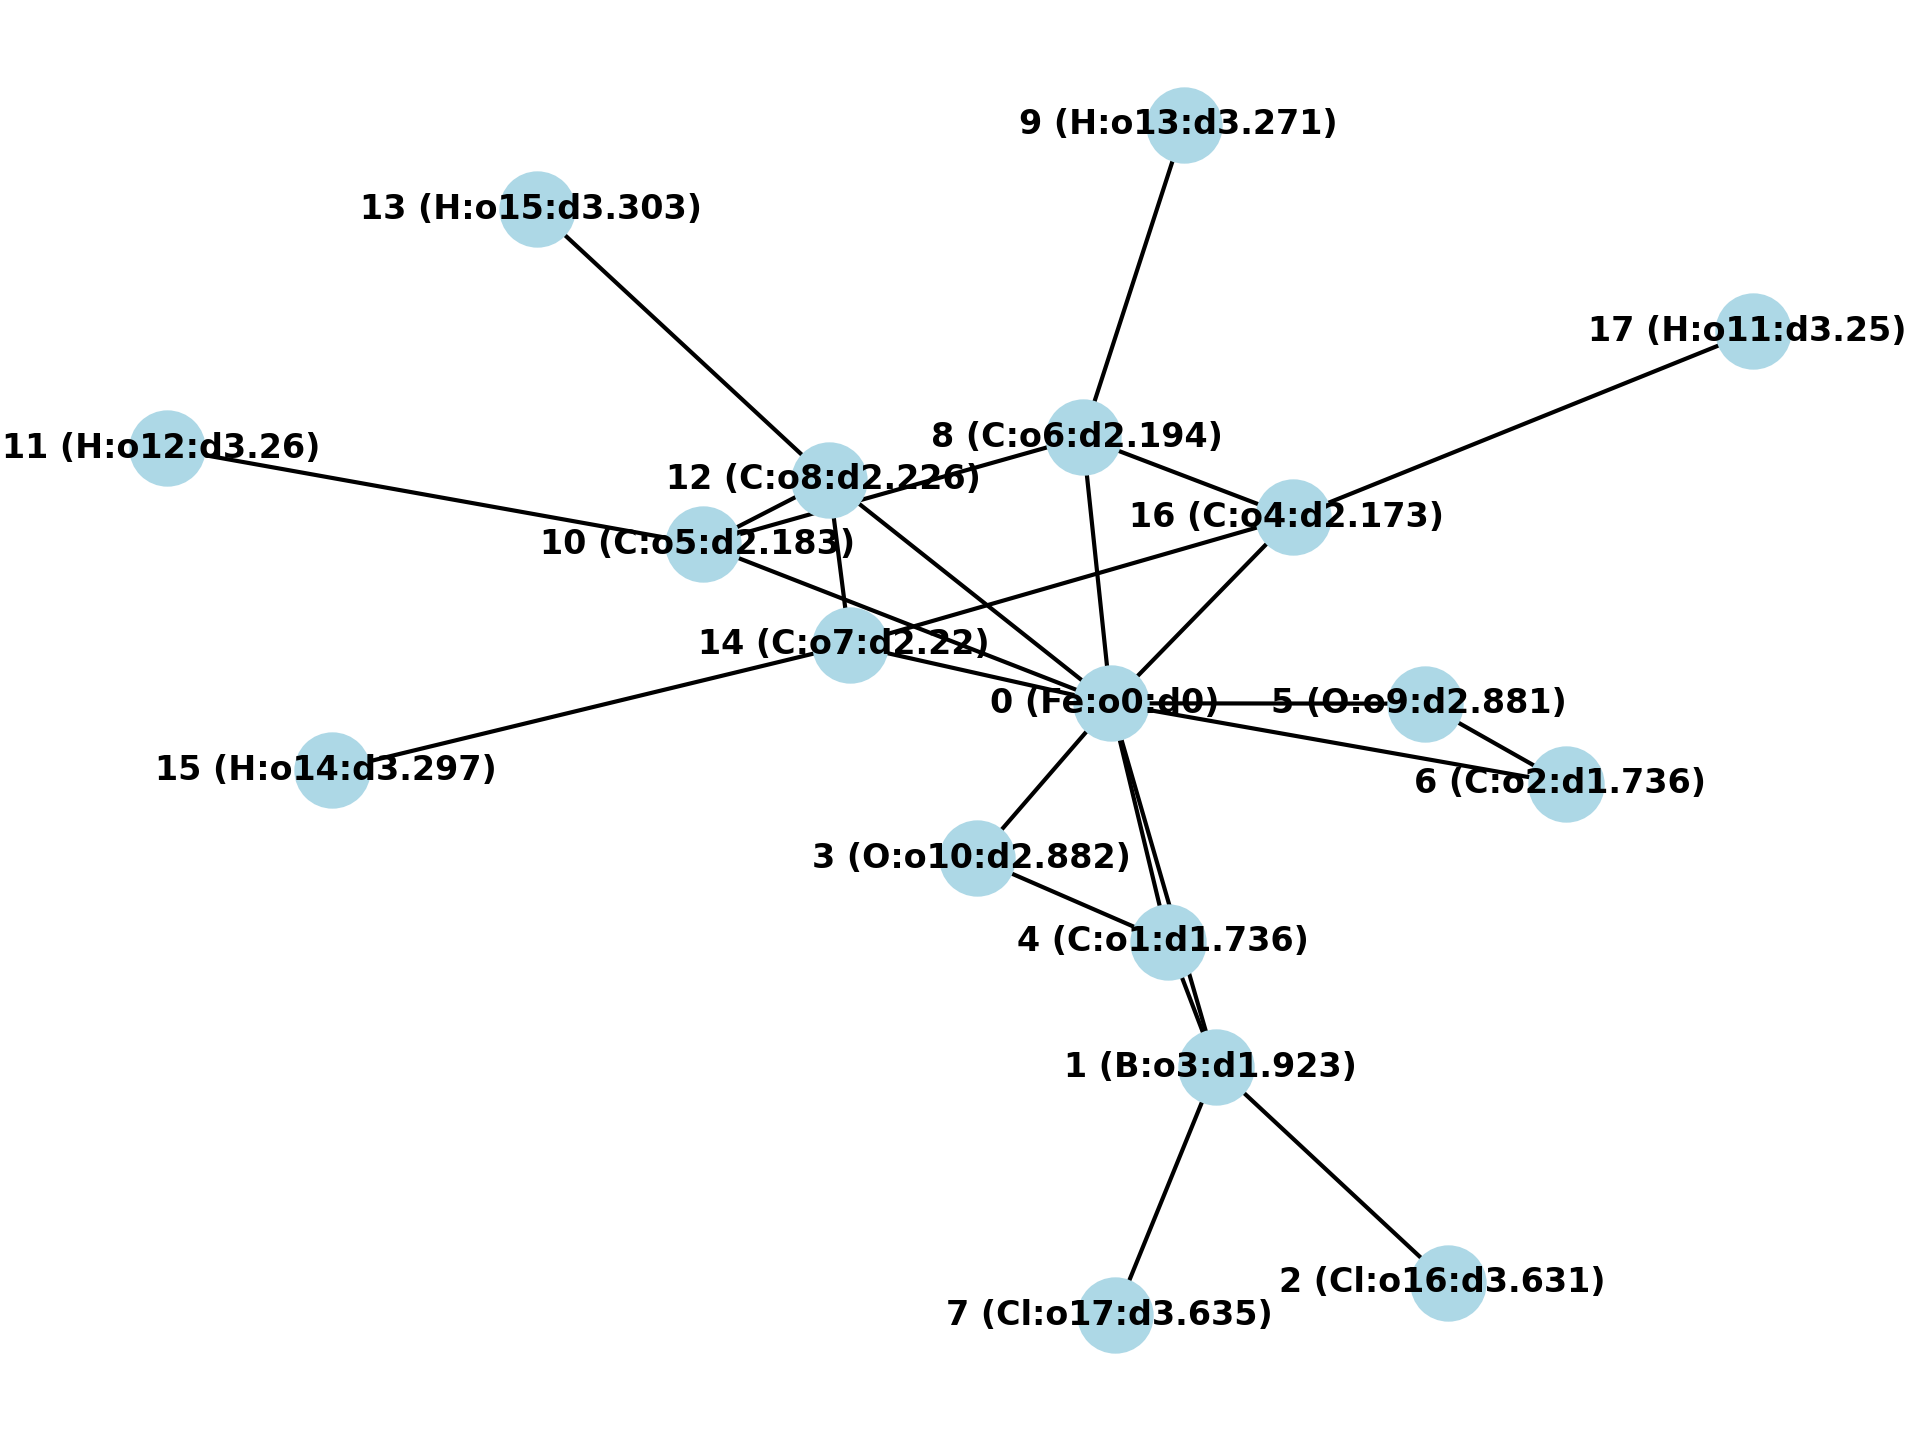 9 (H:o13:d3.271)
13 (H:o15:d3.303)
17 (H:o11:d3.25)
8 (C:o6:d2.194)
11 (H:o12:d3.26)
12 (C:o8:d2.226)
16 (C:o4:d2.173)
10 (C:o5:d2.183)
14 (C:o7:d2.22)
0 (Fe:o0:d0)
5 (O:o9:d2.881)
15 (H:o14:d3.297)
6 (C:o2:d1.736)
3 (O:o10:d2.882)
4 (C:o1:d1.736)
1 (B:o3:d1.923)
2 (Cl:o16:d3.631)
7 (Cl:o17:d3.635)